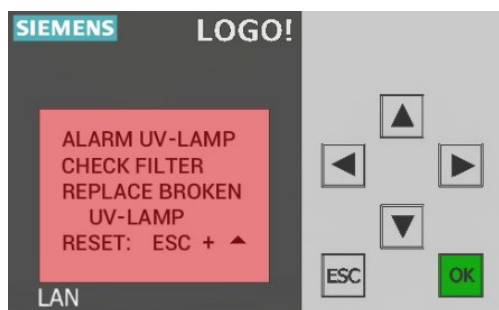 SIEMENS LOGO!
ALARM UV-LAMP
CHECK FILTER
REPLACE BROKEN
UV-LAMP
RESET: ESC + ▲
ESC OK
LAN